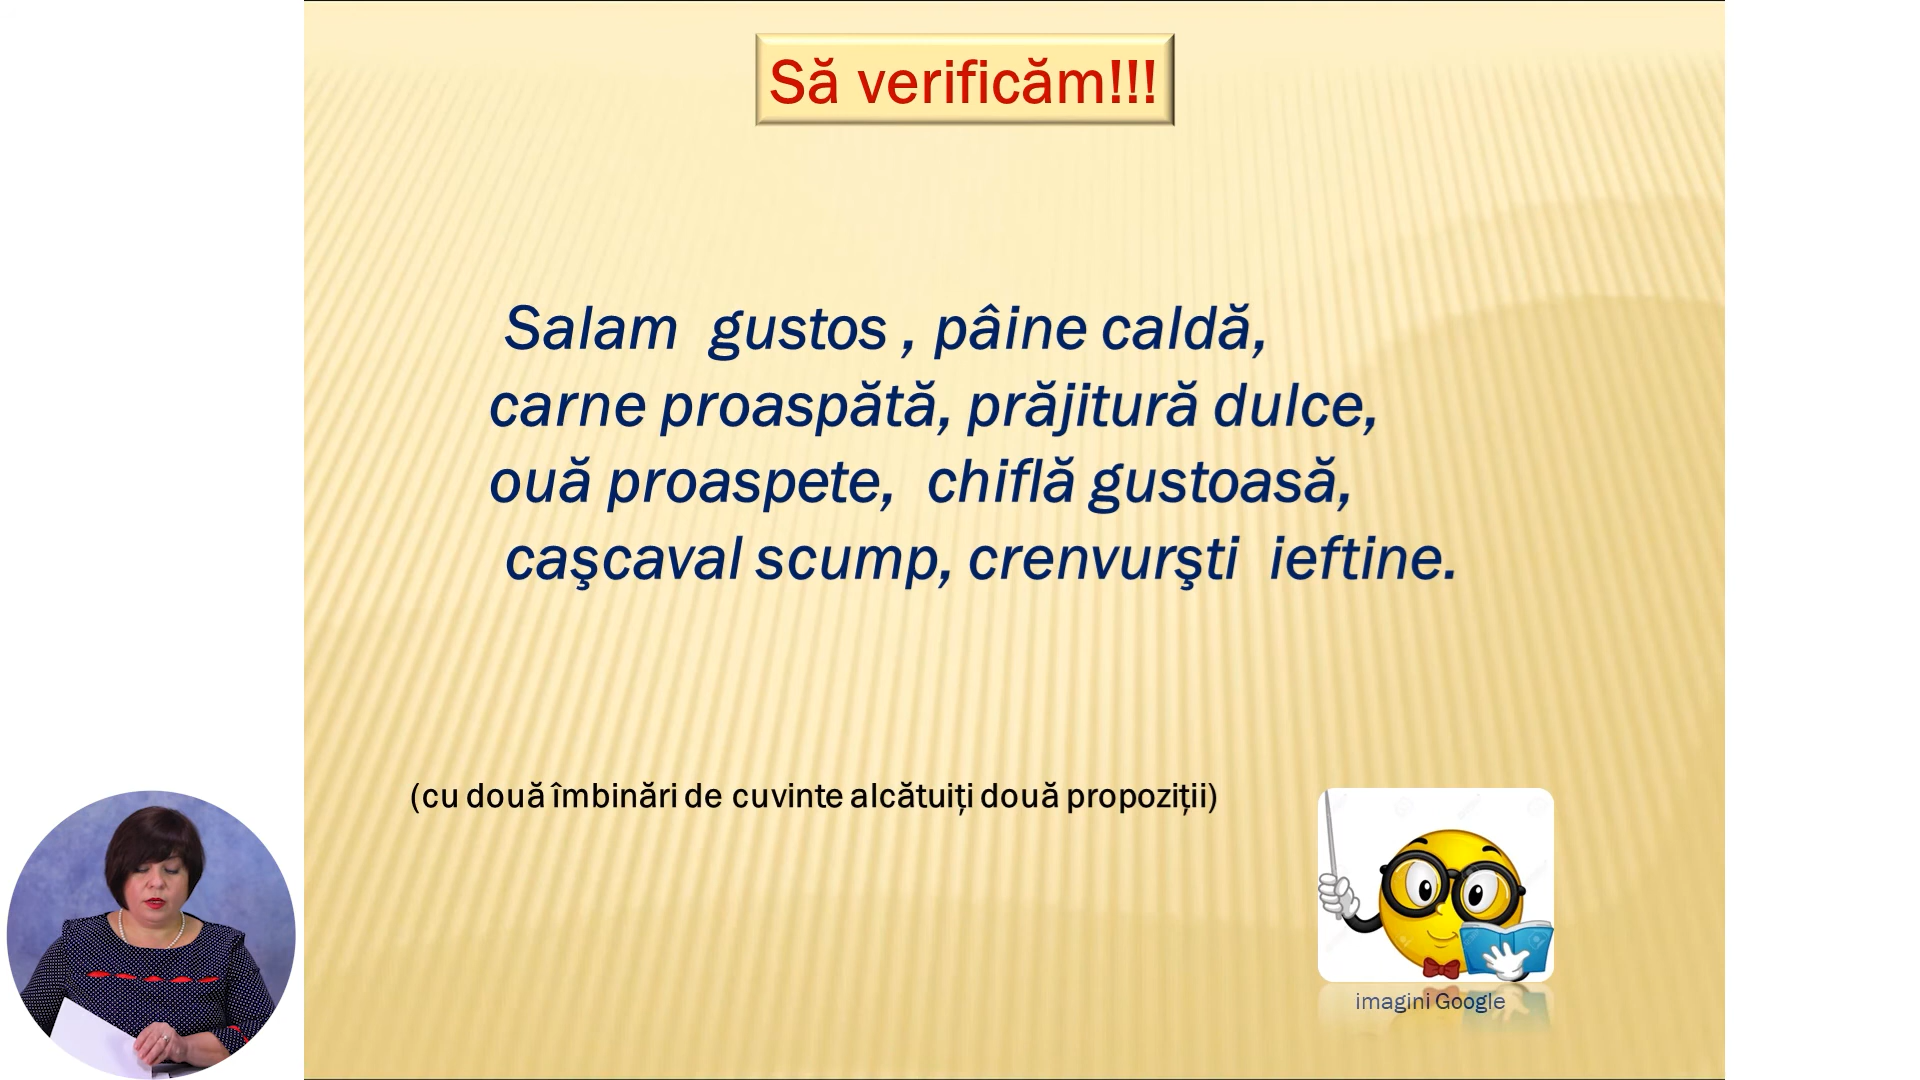 Să verificăm!!!
Salam gustos , pâine caldă,
carne proaspătă, prăjitură dulce,
ouă proaspete, chiflă gustoasă,
caşcaval scump, crenvurşti ieftine.
(cu două îmbinări de cuvinte alcătuiți două propoziții)
imagini Google